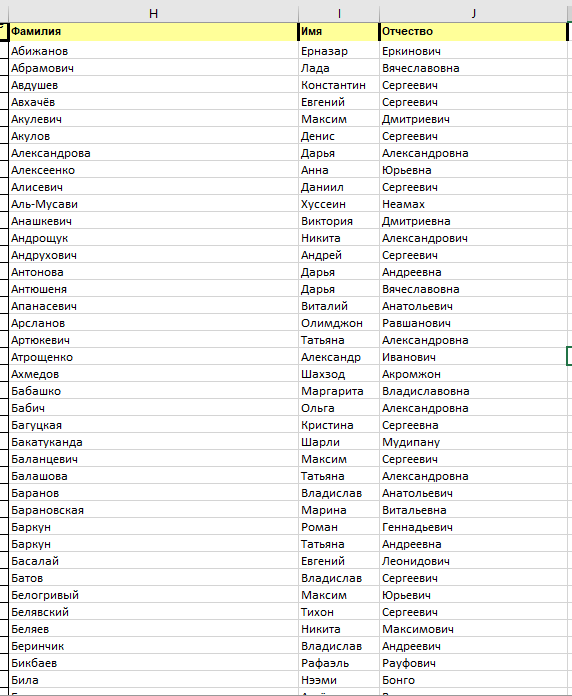 H I J
Фамилия Имя Отчество
Абижанов Ерназар Еркинович
Абрамович Лада Вячеславовна
Авдушев Константин Сергеевич
Авхачёв Евгений Сергеевич
Акулевич Максим Дмитриевич
Акулов Денис Сергеевич
Александрова Дарья Александровна
Алексеенко Анна Юрьевна
Алисевич Даниил Сергеевич
Аль-Мусави Хуссеин Неамах
Анашкевич Виктория Дмитриевна
Андрощук Никита Александрович
Андрухович Андрей Сергеевич
Антонова Дарья Андреевна
Антюшеня Дарья Вячеславовна
Апанасевич Виталий Анатольевич
Арсланов Олимджон Равшанович
Артюкевич Татьяна Александровна
Атрощенко Александр Иванович
Ахмедов Шахзод Акромжон
Бабашко Маргарита Владиславовна
Бабич Ольга Александровна
Багуцкая Кристина Сергеевна
Бакатуканда Шарли Мудипану
Баланцевич Максим Сергеевич
Балашова Татьяна Александровна
Баранов Владислав Анатольевич
Барановская Марина Витальевна
Баркун Роман Геннадьевич
Баркун Татьяна Андреевна
Басалай Евгений Леонидович
Батов Владислав Сергеевич
Белогривый Максим Юрьевич
Белявский Тихон Сергеевич
Беляев Никита Максимович
Беринчик Владислав Андреевич
Бикбаев Рафаэль Рауфович
Била Нээми Бонго